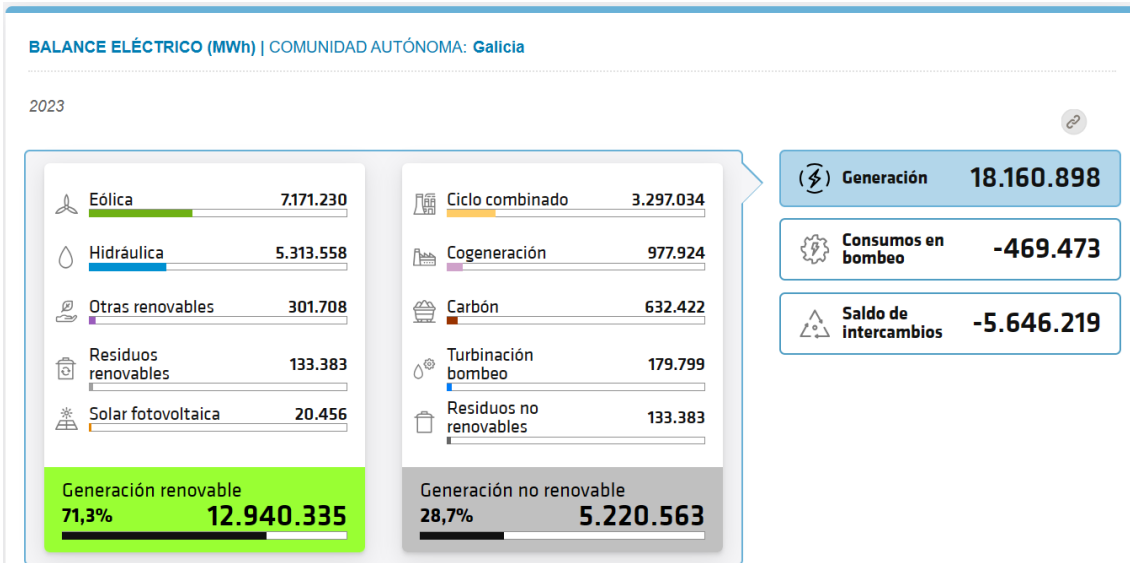 BALANCE ELÉCTRICO (MWh) | COMUNIDAD AUTÓNOMA: Galicia
2023
Eólica 7.171.230
Hidráulica 5.313.558
Otras renovables 301.708
Residuos
renovables 133.383
Solar fotovoltaica 20.456
Generación renovable
71,3% 12.940.335
Ciclo combinado 3.297.034
Cogeneración 977.924
Carbón 632.422
Turbinación
bombeo 179.799
Residuos no
renovables 133.383
Generación no renovable
28,7% 5.220.563
Generación 18.160.898
Consumos en
bombeo -469.473
Saldo de
intercambios -5.646.219